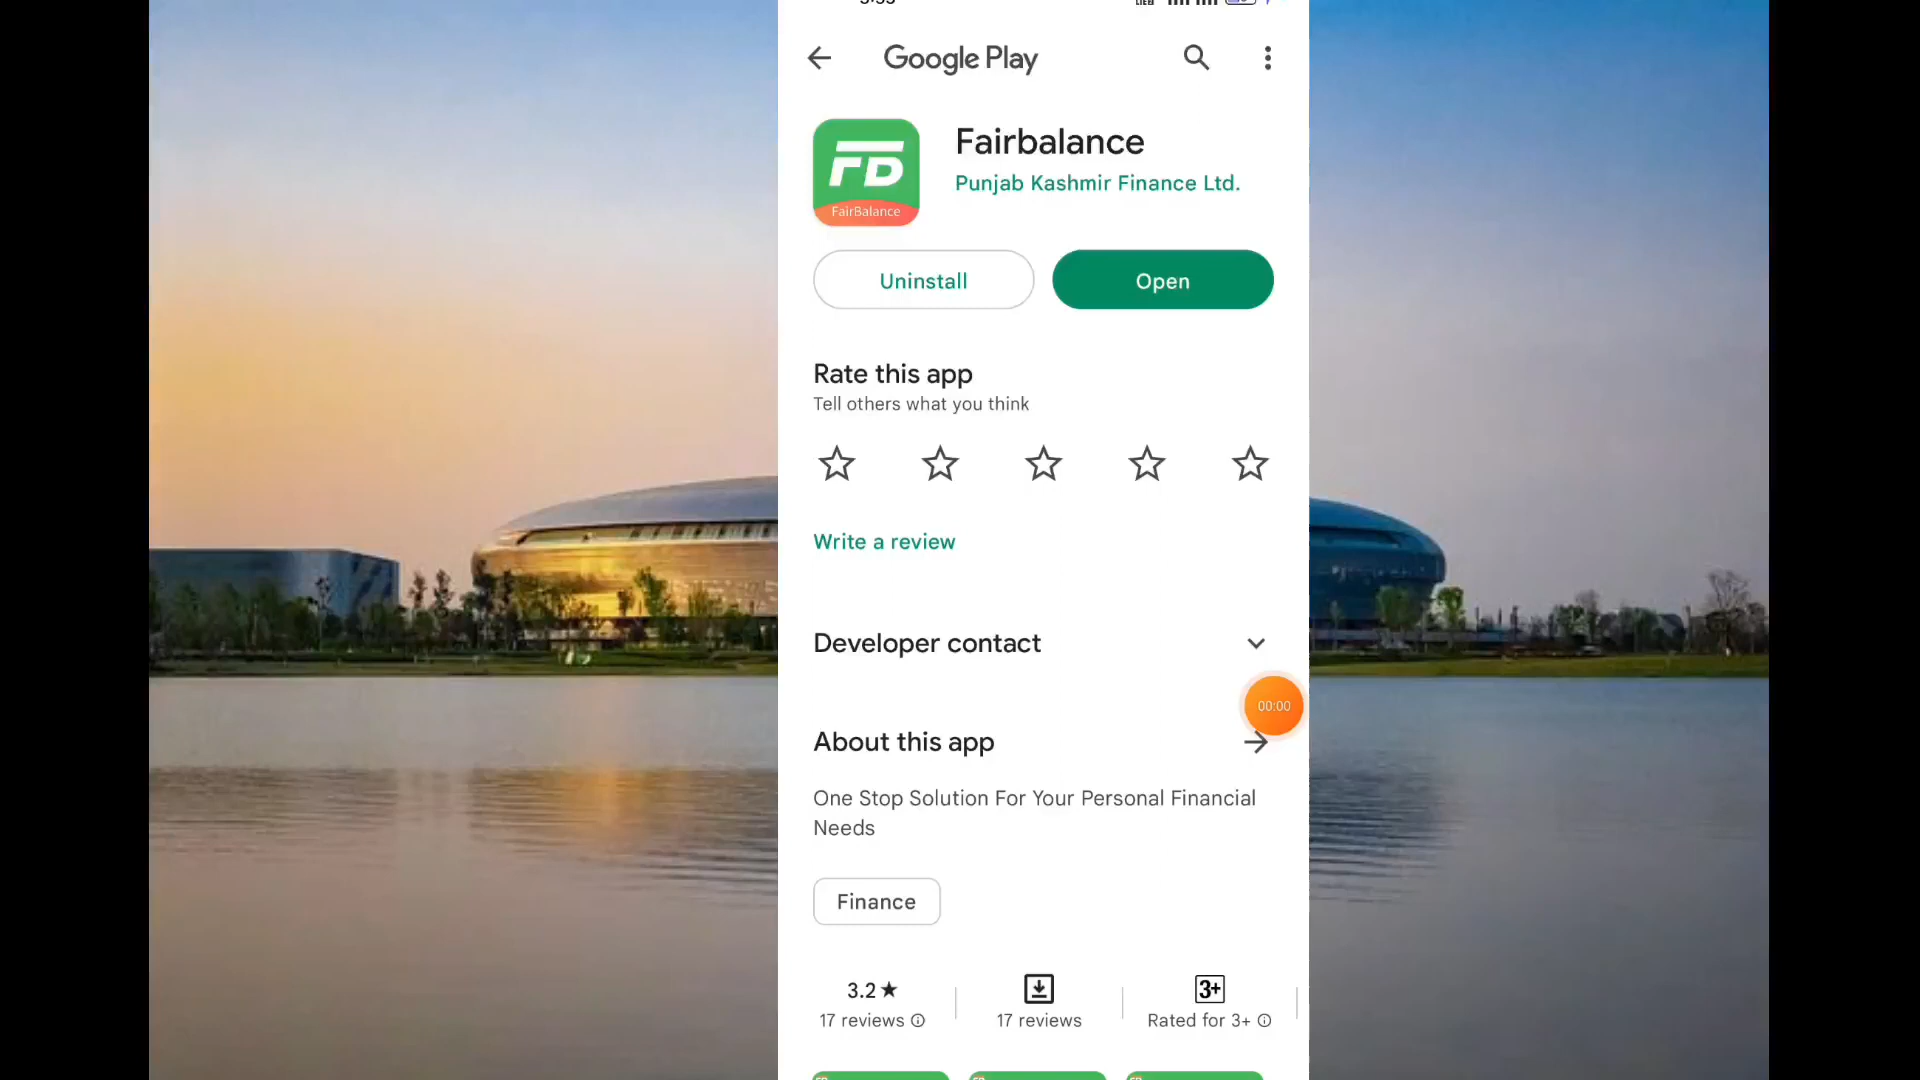 Google Play
FD
FairBalance
Fairbalance
Punjab Kashmir Finance Ltd.
Uninstall
Open
Rate this app
Tell others what you think
Write a review
Developer contact
00:00
About this app
One Stop Solution For Your Personal Financial
Needs
Finance
3.2★
17 reviews
17 reviews
3+
Rated for 3+